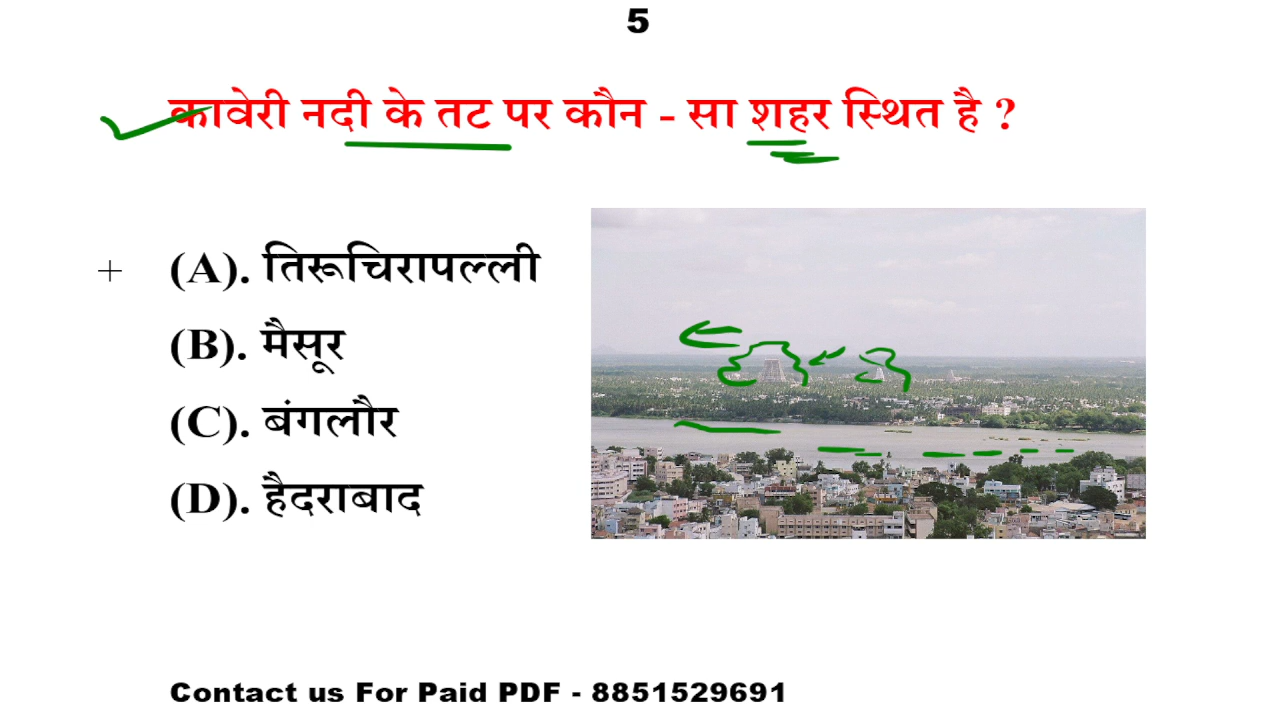 5
कावेरी नदी के तट पर कौन - सा शहर स्थित है ?
(A). तिरूचिरापल्ली
(B). मैसूर
(C). बंगलौर
(D). हैदराबाद
Contact us For Paid PDF - 8851529691